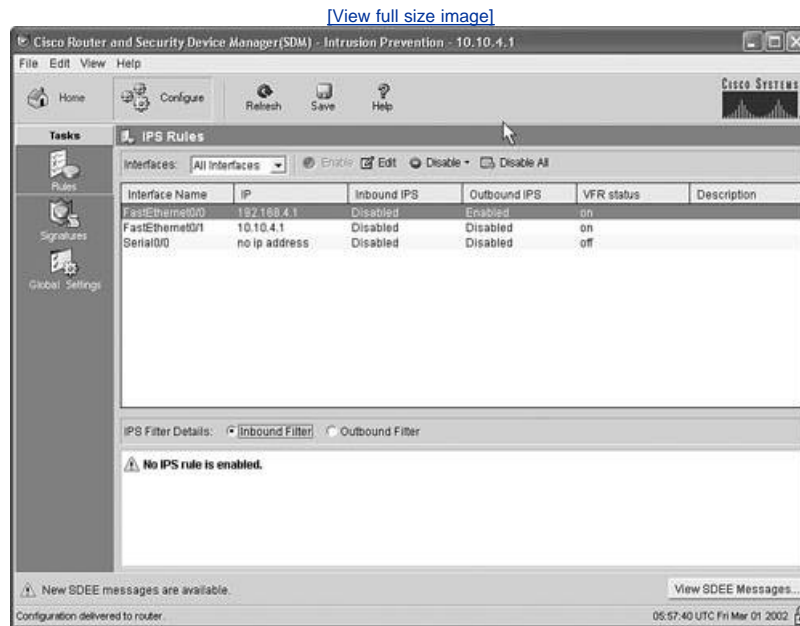 [View full size image]
Cisco Router and Security Device Manager(SDM) - Intrusion Prevention - 10.10.4.1
File Edit View Help
Home Configure Refresh Save Help
CISCO SYSTEMS
Tasks
IPS Rules
Interfaces: All Interfaces Enable Edit Disable Disable All
Rules
Interface Name IP Inbound IPS Outbound IPS VFR status Description
FastEthernet0/0 192.168.4.1 Disabled Enabled on
FastEthernet0/1 10.10.4.1 Disabled Disabled on
Serial0/0 no ip address Disabled Disabled off
Signatures
Global Settings
IPS Filter Details: Inbound Filter Outbound Filter
No IPS rule is enabled.
New SDEE messages are available.
View SDEE Messages...
Configuration delivered to router.
05:57:40 UTC Fri Mar 01 2002